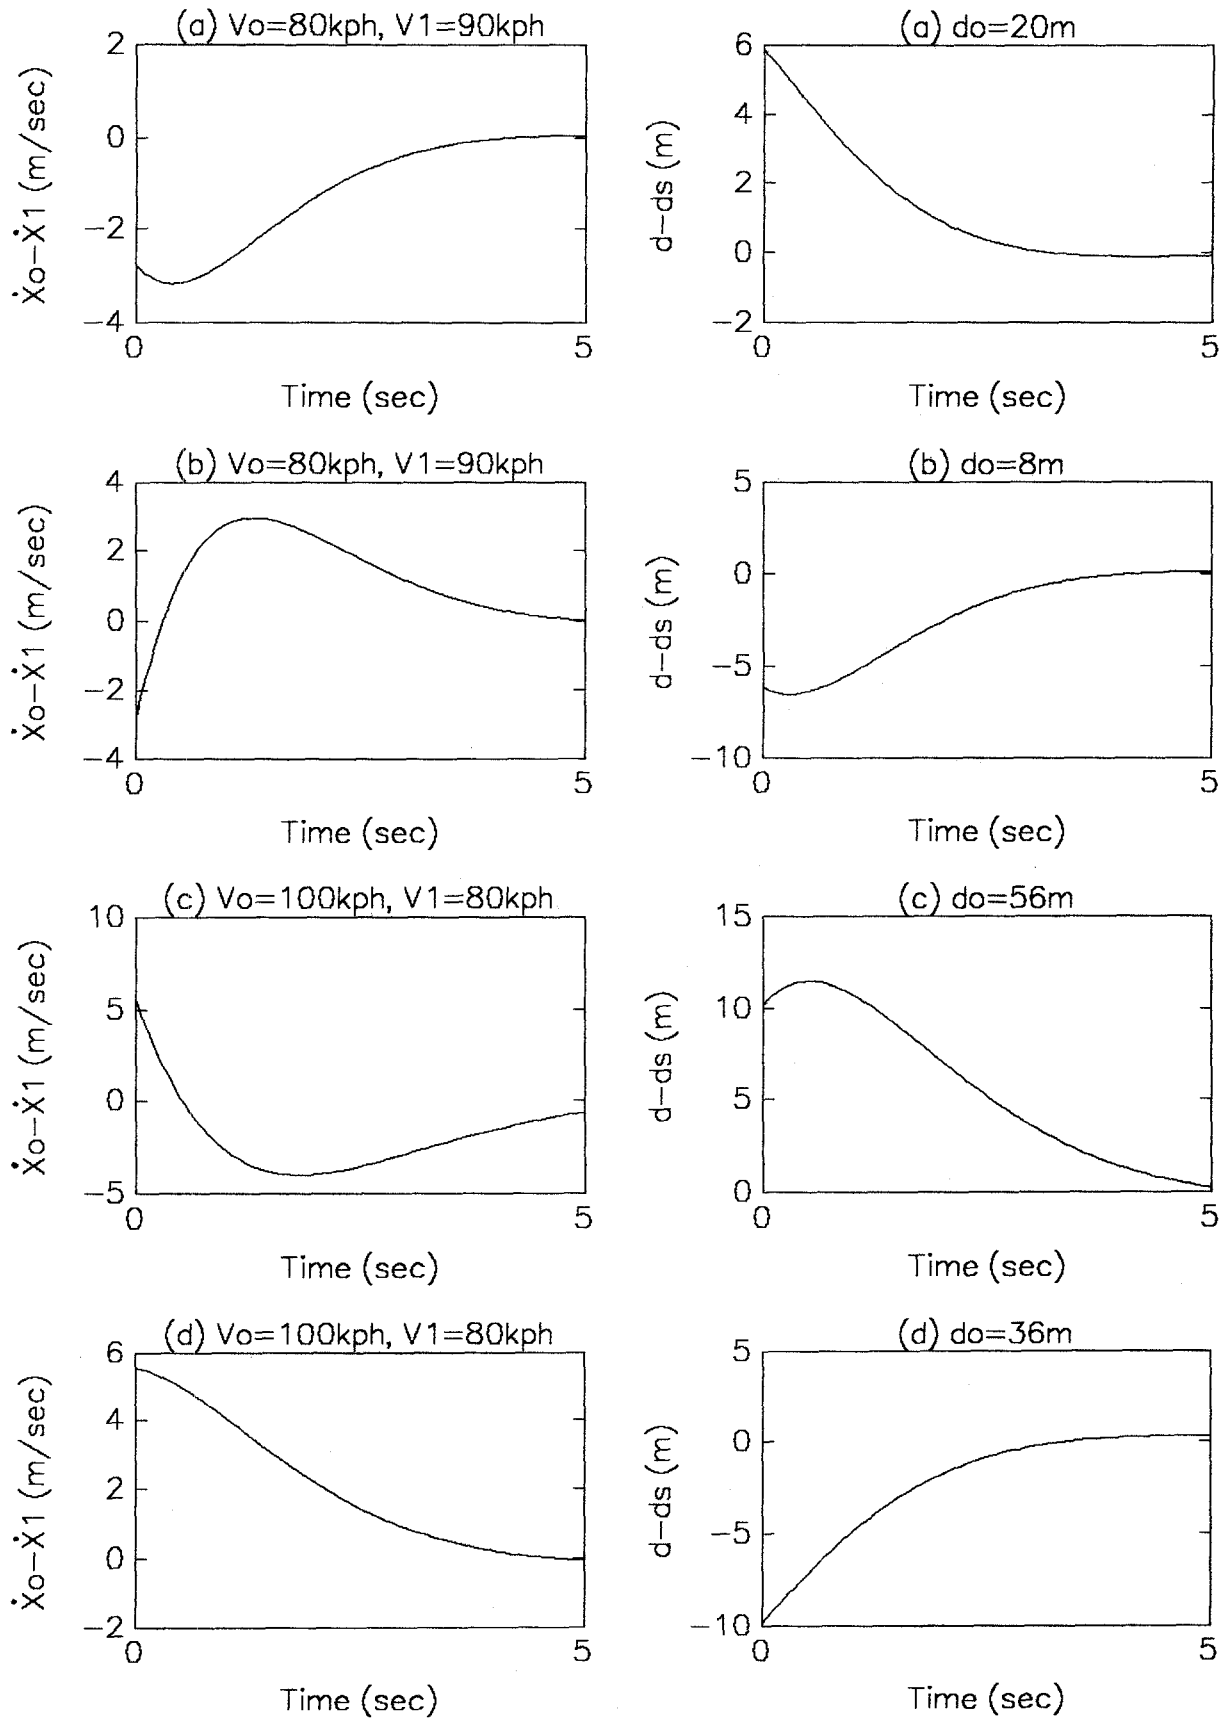 (a) Vo=80kph, V1=90kph
2
0
−2
−4
Ẋo−Ẋ1 (m/sec)
0
5
Time (sec)
(a) do=20m
6
4
2
0
−2
d−ds (m)
0
5
Time (sec)
(b) Vo=80kph, V1=90kph
4
2
0
−2
−4
Ẋo−Ẋ1 (m/sec)
0
5
Time (sec)
(b) do=8m
5
0
−5
−10
d−ds (m)
0
5
Time (sec)
(c) Vo=100kph, V1=80kph
10
5
0
−5
Ẋo−Ẋ1 (m/sec)
0
5
Time (sec)
(c) do=56m
15
10
5
0
d−ds (m)
0
5
Time (sec)
(d) Vo=100kph, V1=80kph
6
4
2
0
−2
Ẋo−Ẋ1 (m/sec)
0
5
Time (sec)
(d) do=36m
5
0
−5
−10
d−ds (m)
0
5
Time (sec)